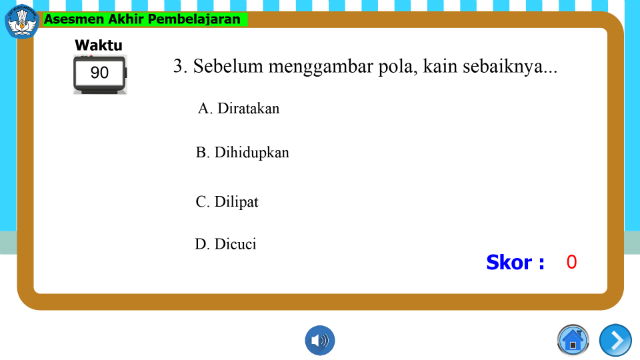 Asesmen Akhir Pembelajaran
Waktu
90
3. Sebelum menggambar pola, kain sebaiknya...
A. Diratakan
B. Dihidupkan
C. Dilipat
D. Dicuci
Skor : 0